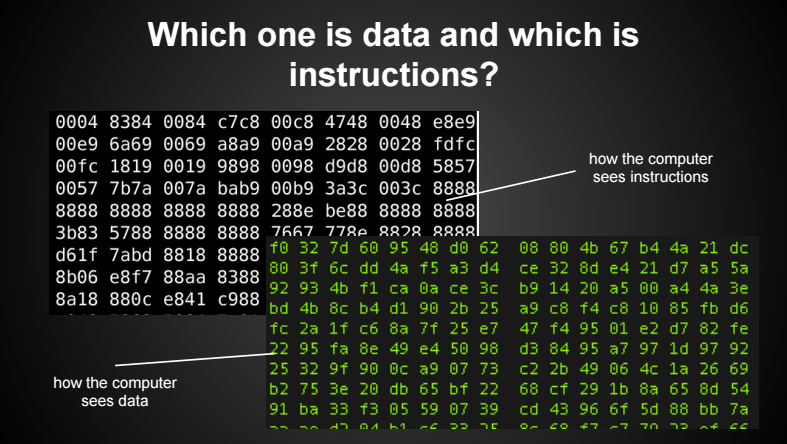 Which one is data and which is
instructions?
0004 8384 0084 c7c8 00c8 4748 0048 e8e9
00e9 6a69 0069 a8a9 00a9 2828 0028 fdfc
00fc 1819 0019 9898 0098 d9d8 00d8 5857
0057 7b7a 007a bab9 00b9 3a3c 003c 8888
8888 8888 8888 8888 288e be88 8888 8888
3b83 5788 8888 8888 7667 778e 8828 8888
d61f 7abd 8818 8888
8b06 e8f7 88aa 8388
8a18 880c e841 c988
how the computer
sees instructions
f0 32 7d 60 95 48 d0 62 08 80 4b 67 b4 4a 21 dc
80 3f 6c dd 4a f5 a3 d4 ce 32 8d e4 21 d7 a5 5a
92 93 4b f1 ca 0a ce 3c b9 14 20 a5 00 a4 4a 3e
bd 4b 8c b4 d1 90 2b 25 a9 c8 f4 c8 10 85 fb d6
fc 2a 1f c6 8a 7f 25 e7 47 f4 95 01 e2 d7 82 fe
22 95 fa 8e 49 e4 50 98 d3 84 95 a7 97 1d 97 92
25 32 9f 90 0c a9 07 73 c2 2b 49 06 4c 1a 26 69
b2 75 3e 20 db 65 bf 22 68 cf 29 1b 8a 65 8d 54
91 ba 33 f3 05 59 07 39 cd 43 96 6f 5d 88 bb 7a
how the computer
sees data